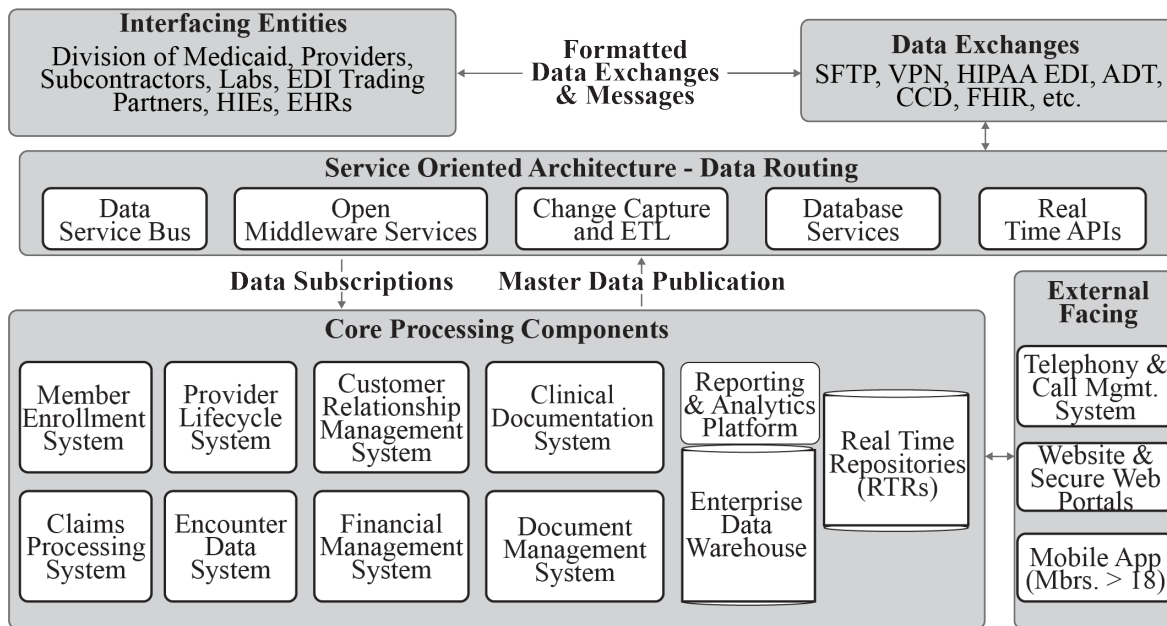 Interfacing Entities
Division of Medicaid, Providers,
Subcontractors, Labs, EDI Trading
Partners, HIEs, EHRs
Formatted
Data Exchanges
& Messages
Data Exchanges
SFTP, VPN, HIPAA EDI, ADT,
CCD, FHIR, etc.
Service Oriented Architecture - Data Routing
Data
Service Bus
Open
Middleware Services
Change Capture
and ETL
Database
Services
Real
Time APIs
Data Subscriptions
Master Data Publication
Core Processing Components
Member
Enrollment
System
Provider
Lifecycle
System
Customer
Relationship
Management
System
Clinical
Documentation
System
Reporting
& Analytics
Platform
Real Time
Repositories
(RTRs)
Claims
Processing
System
Encounter
Data
System
Financial
Management
System
Document
Management
System
Enterprise
Data
Warehouse
External
Facing
Telephony &
Call Mgmt.
System
Website &
Secure Web
Portals
Mobile App
(Mbrs. > 18)